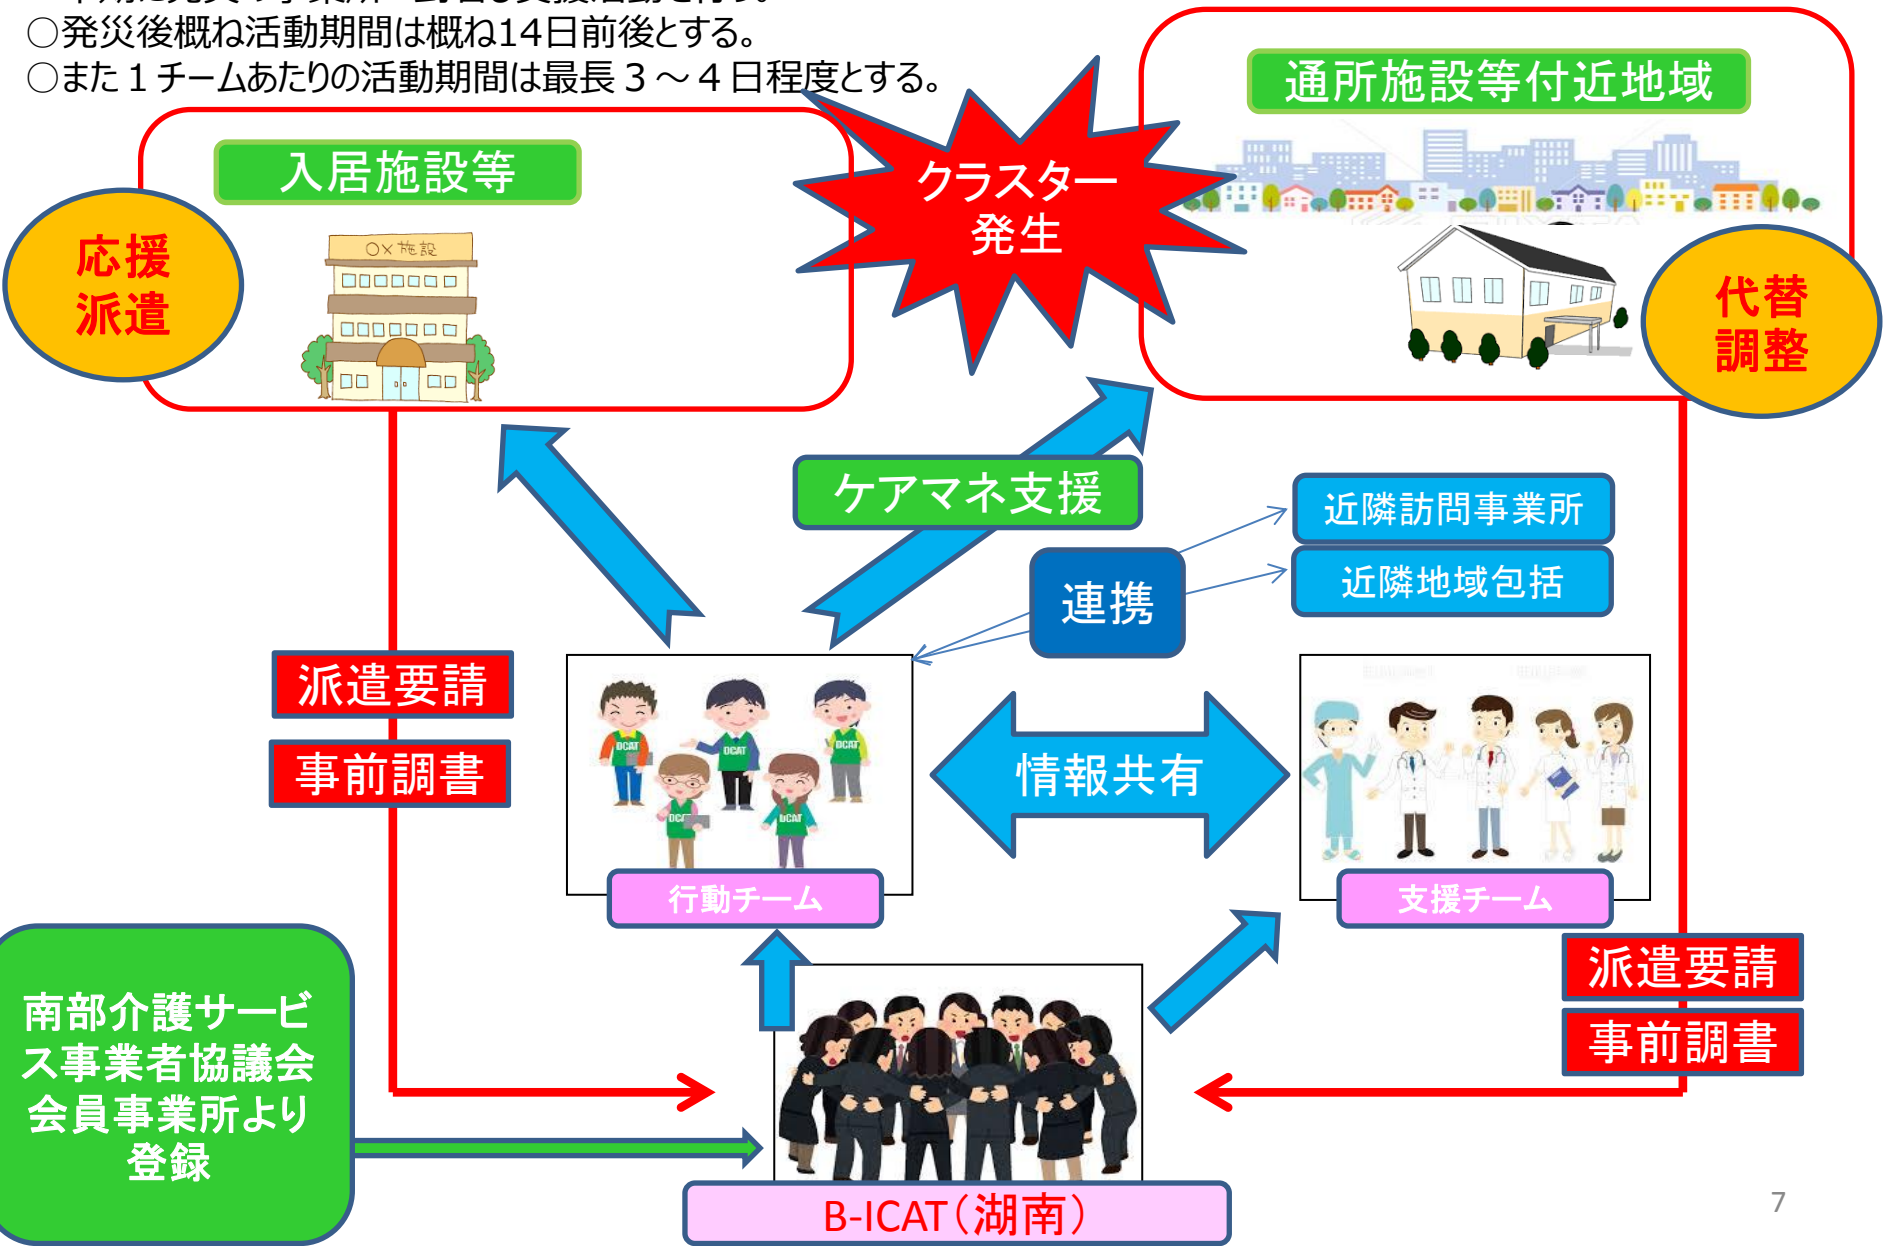 ○発災後概ね活動期間は概ね14日前後とする。
○また１チームあたりの活動期間は最長３～４日程度とする。
通所施設等付近地域
入居施設等
クラスター
発生
応援
派遣
○×施設
代替
調整
ケアマネ支援
近隣訪問事業所
連携
近隣地域包括
派遣要請
事前調書
DCAT
DCAT
DCAT
DCAT
DCAT
情報共有
行動チーム
支援チーム
派遣要請
事前調書
南部介護サービ
ス事業者協議会
会員事業所より
登録
B-ICAT（湖南）
7